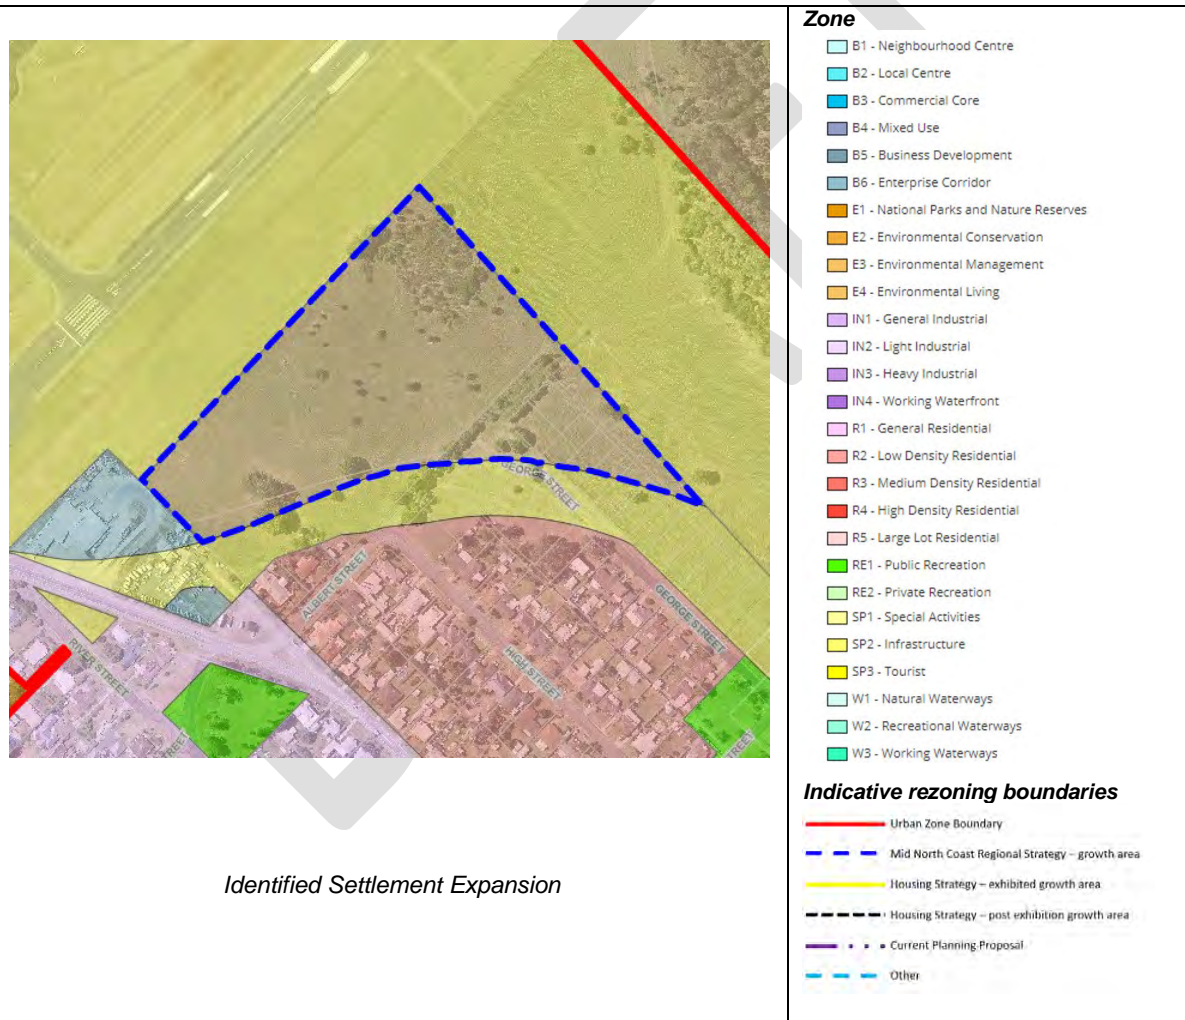 Zone
B1 - Neighbourhood Centre
B2 - Local Centre
B3 - Commercial Core
B4 - Mixed Use
B5 - Business Development
B6 - Enterprise Corridor
E1 - National Parks and Nature Reserves
E2 - Environmental Conservation
E3 - Environmental Management
E4 - Environmental Living
IN1 - General Industrial
IN2 - Light Industrial
IN3 - Heavy Industrial
IN4 - Working Waterfront
R1 - General Residential
R2 - Low Density Residential
R3 - Medium Density Residential
R4 - High Density Residential
R5 - Large Lot Residential
RE1 - Public Recreation
RE2 - Private Recreation
SP1 - Special Activities
SP2 - Infrastructure
SP3 - Tourist
W1 - Natural Waterways
W2 - Recreational Waterways
W3 - Working Waterways
Indicative rezoning boundaries
Urban Zone Boundary
Mid North Coast Regional Strategy – growth area
Housing Strategy – exhibited growth area
Housing Strategy – post exhibition growth area
Current Planning Proposal
Other
GEORGE STREET
ALBERT STREET
GEORGE STREET
HIGH STREET
RIVER STREET
STREET
STREET
Identified Settlement Expansion